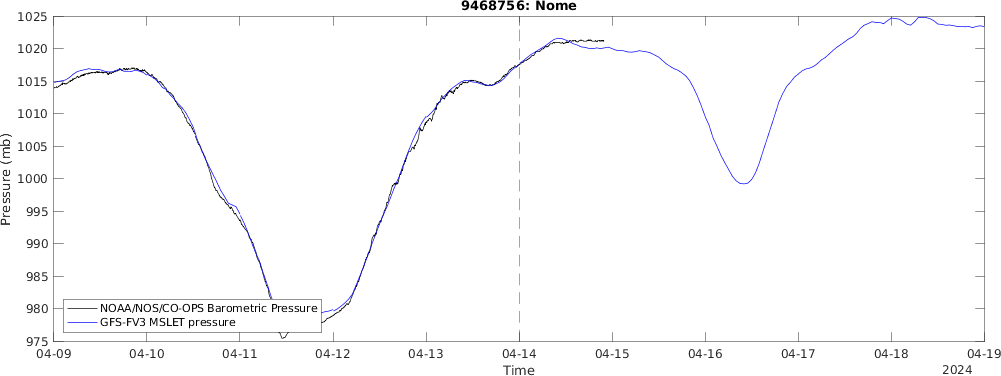 9468756: Nome
1025
1020
1015
1010
1005
1000
995
990
985
980
975
Pressure (mb)
NOAA/NOS/CO-OPS Barometric Pressure
GFS-FV3 MSLET pressure
04-09 04-10 04-11 04-12 04-13 04-14 04-15 04-16 04-17 04-18 04-19
Time
2024